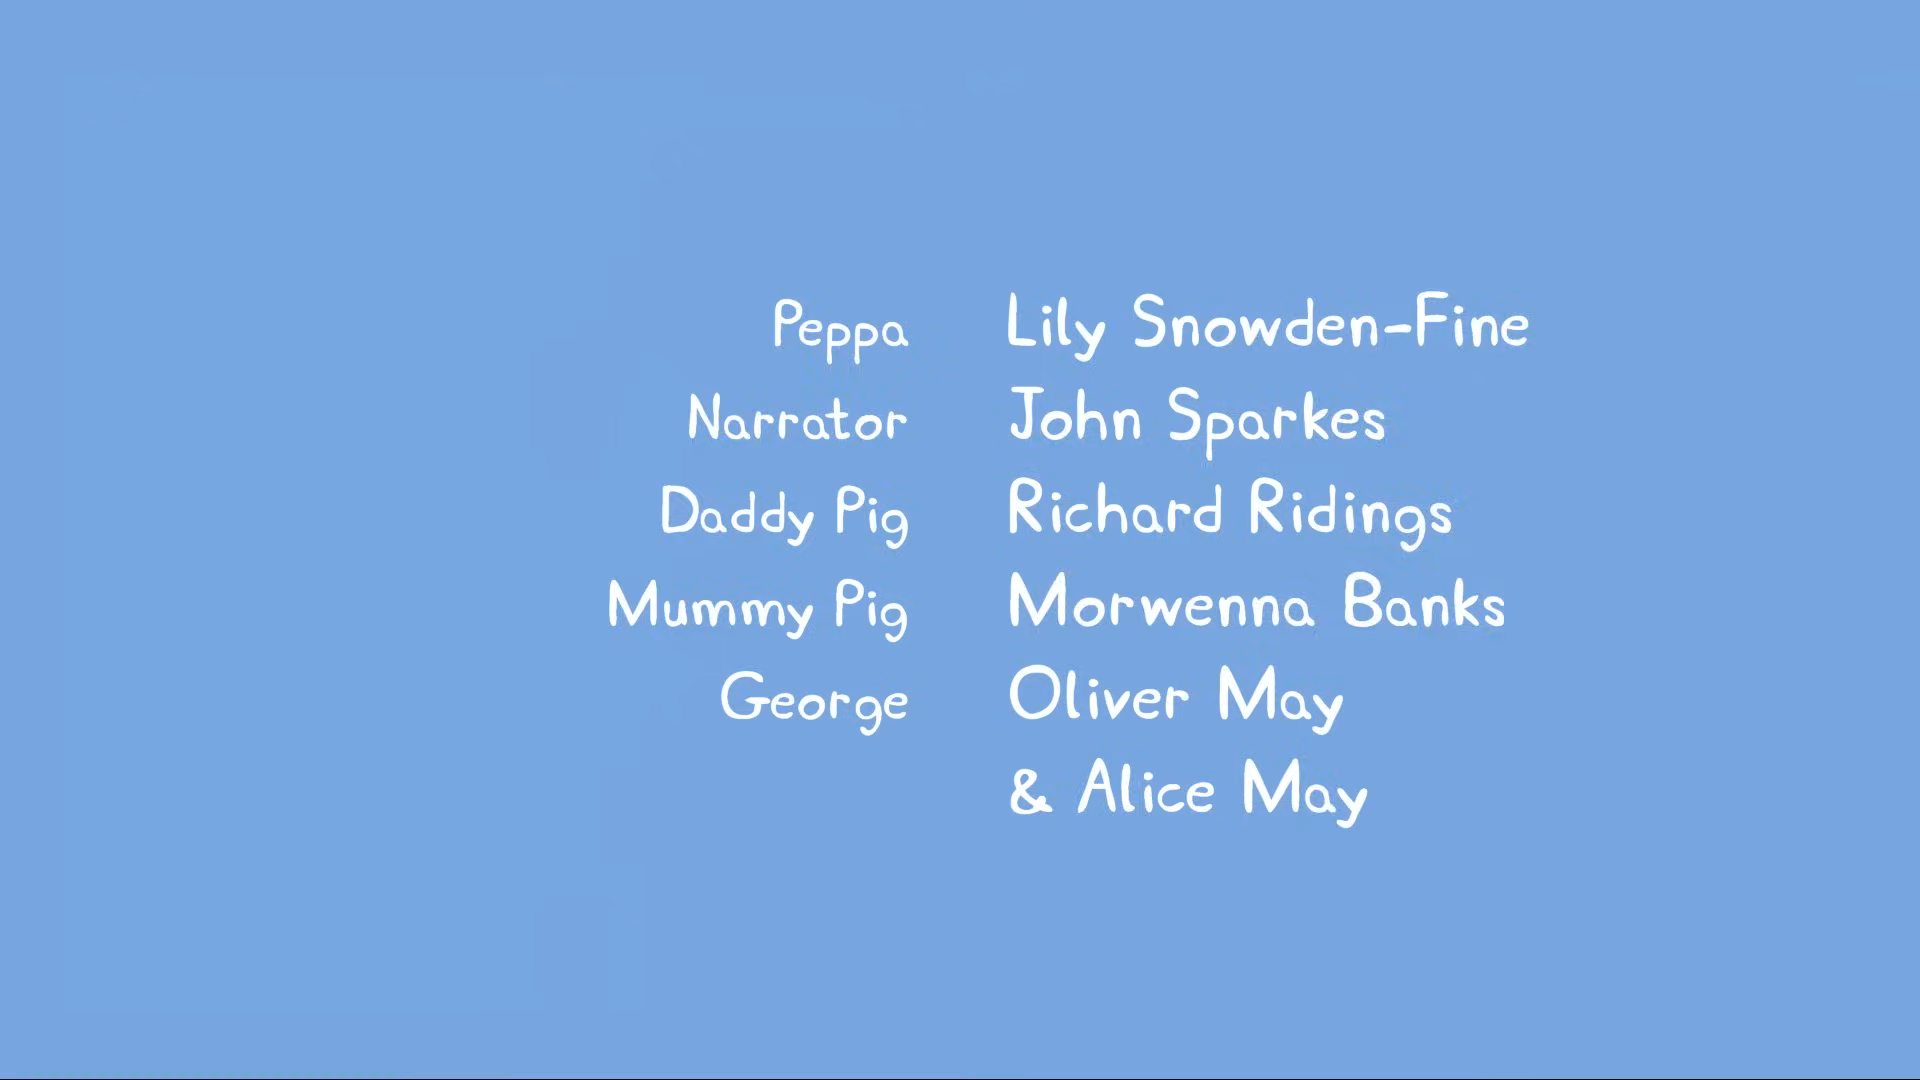 Peppa Lily Snowden-Fine
Narrator John Sparkes
Daddy Pig Richard Ridings
Mummy Pig Morwenna Banks
George Oliver May
& Alice May